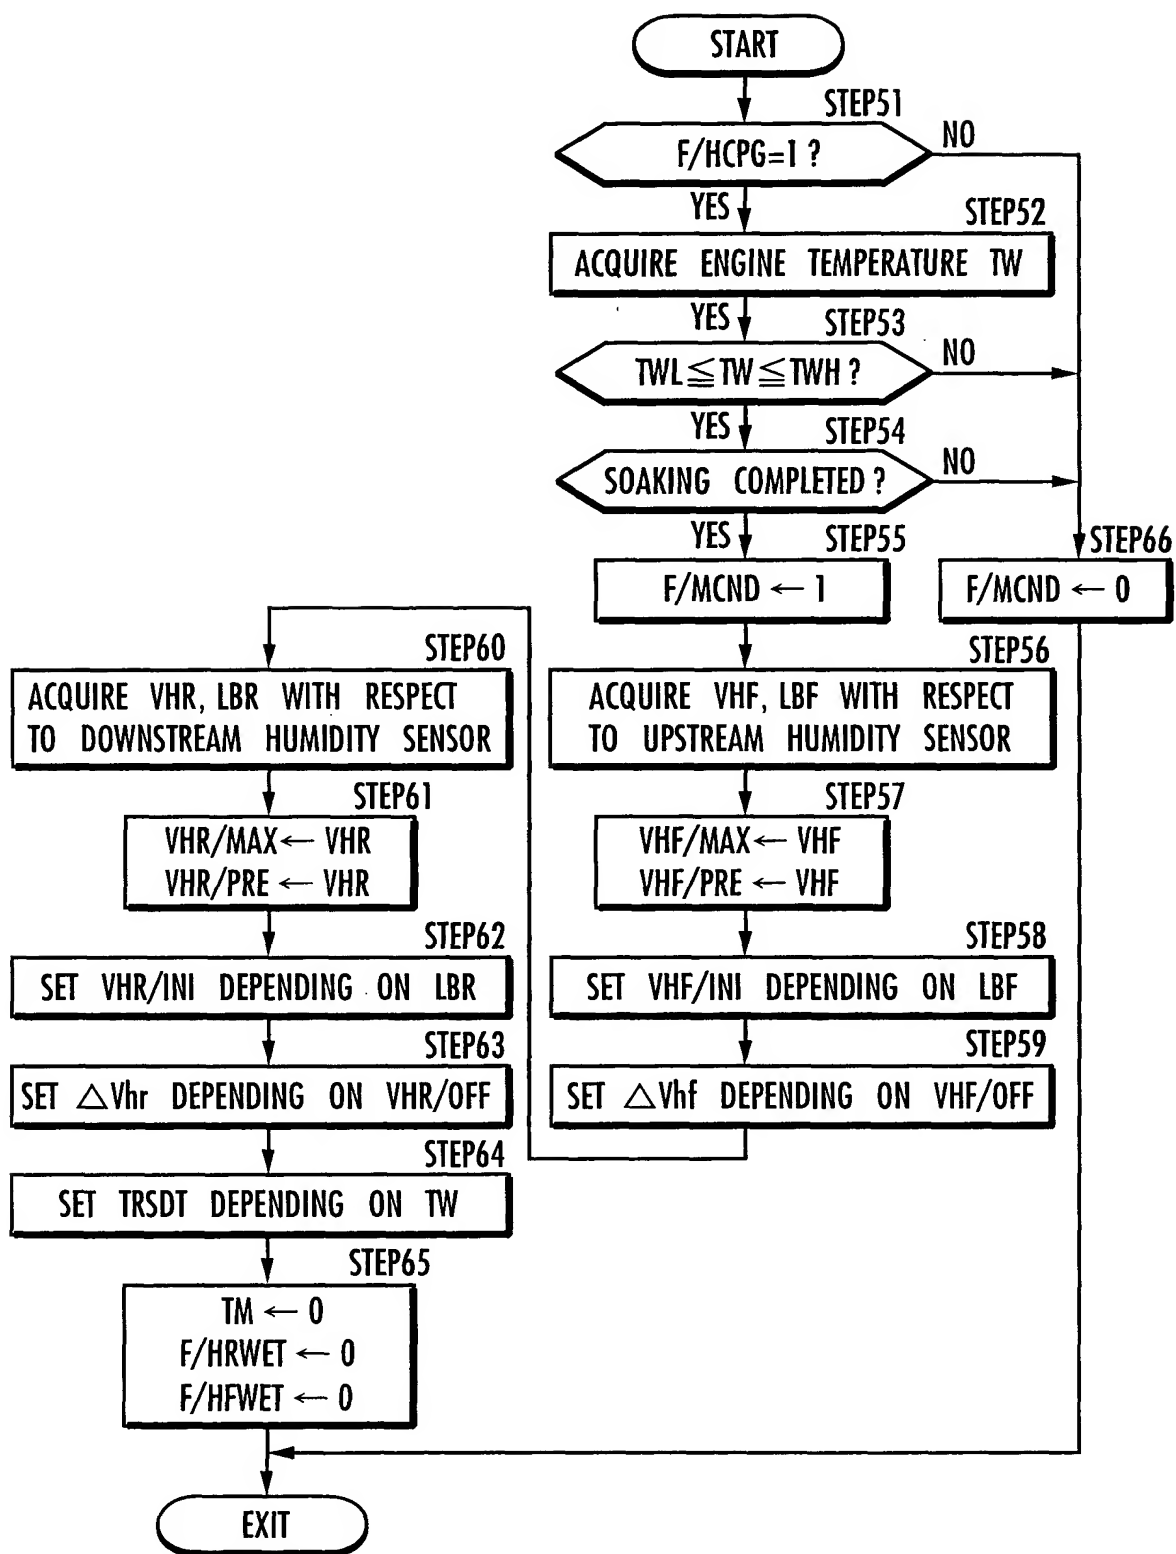 START
STEP51
F/HCPG=1 ?
NO
YES
STEP52
ACQUIRE ENGINE TEMPERATURE TW
YES
STEP53
TWL≦TW≦TWH ?
NO
YES
STEP54
SOAKING COMPLETED ?
NO
YES
STEP55
F/MCND ← 1
STEP66
F/MCND ← 0
STEP56
ACQUIRE VHF, LBF WITH RESPECT
TO UPSTREAM HUMIDITY SENSOR
STEP57
VHF/MAX ← VHF
VHF/PRE ← VHF
STEP58
SET VHF/INI DEPENDING ON LBF
STEP59
SET △Vhf DEPENDING ON VHF/OFF
STEP60
ACQUIRE VHR, LBR WITH RESPECT
TO DOWNSTREAM HUMIDITY SENSOR
STEP61
VHR/MAX ← VHR
VHR/PRE ← VHR
STEP62
SET VHR/INI DEPENDING ON LBR
STEP63
SET △Vhr DEPENDING ON VHR/OFF
STEP64
SET TRSDT DEPENDING ON TW
STEP65
TM ← 0
F/HRWET ← 0
F/HFWET ← 0
EXIT